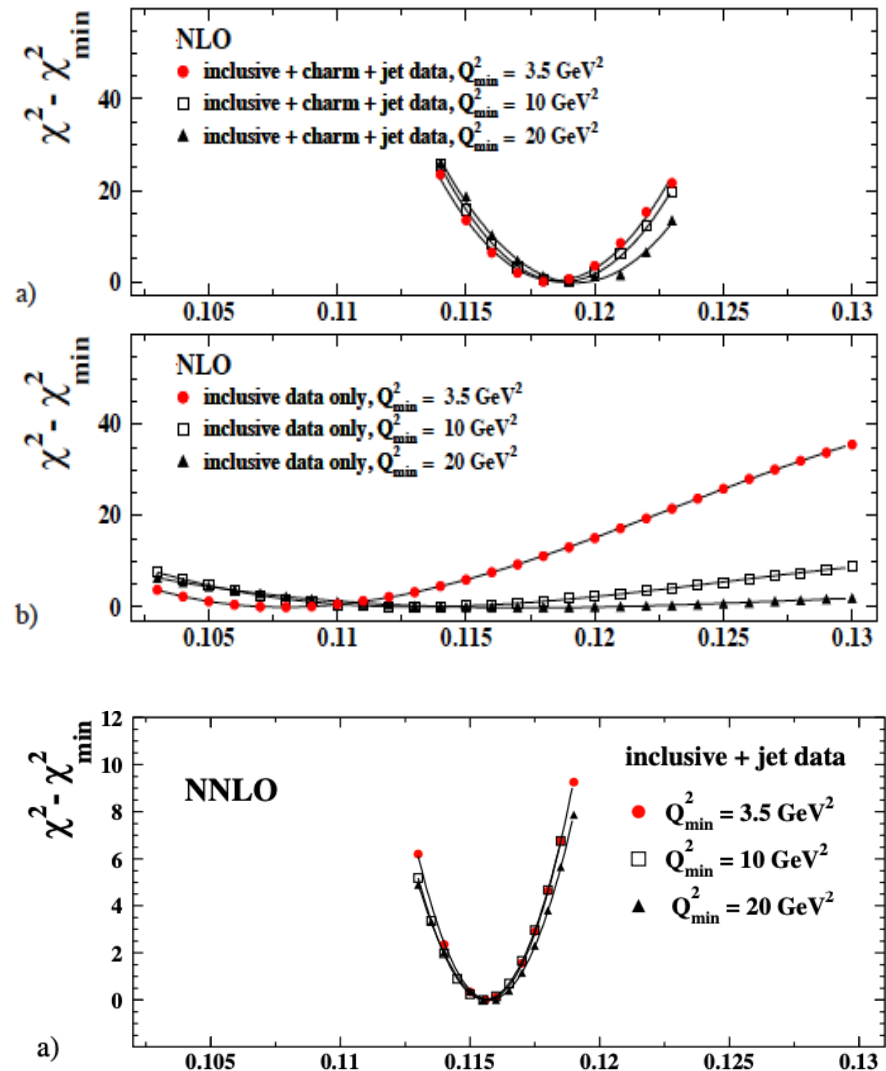 χ² - χ²min
NLO
inclusive + charm + jet data, Q²min = 3.5 GeV²
inclusive + charm + jet data, Q²min = 10 GeV²
inclusive + charm + jet data, Q²min = 20 GeV²
40
20
0
a)
0.105 0.11 0.115 0.12 0.125 0.13
χ² - χ²min
NLO
inclusive data only, Q²min = 3.5 GeV²
inclusive data only, Q²min = 10 GeV²
inclusive data only, Q²min = 20 GeV²
40
20
0
b)
0.105 0.11 0.115 0.12 0.125 0.13
χ² - χ²min
12
10
8
6
4
2
0
NNLO
inclusive + jet data
Q²min = 3.5 GeV²
Q²min = 10 GeV²
Q²min = 20 GeV²
a)
0.105 0.11 0.115 0.12 0.125 0.13